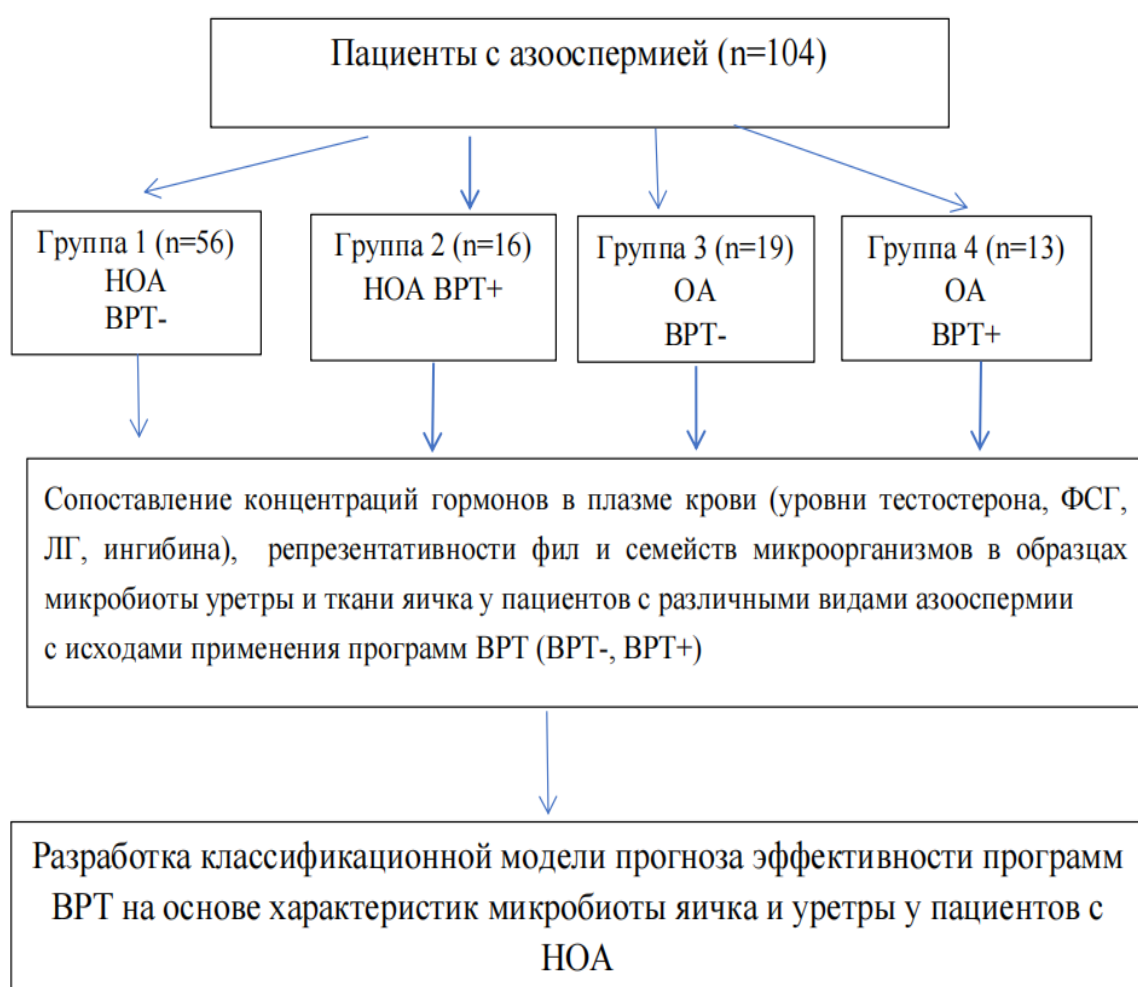 Пациенты с азооспермией (n=104)
Группа 1 (n=56)
НОА
ВРТ-
Группа 2 (n=16)
НОА ВРТ+
Группа 3 (n=19)
ОА
ВРТ-
Группа 4 (n=13)
ОА
ВРТ+
Сопоставление концентраций гормонов в плазме крови (уровни тестостерона, ФСГ,
ЛГ, ингибина), репрезентативности фил и семейств микроорганизмов в образцах
микробиоты уретры и ткани яичка у пациентов с различными видами азооспермии
с исходами применения программ ВРТ (ВРТ-, ВРТ+)
Разработка классификационной модели прогноза эффективности программ
ВРТ на основе характеристик микробиоты яичка и уретры у пациентов с
НОА